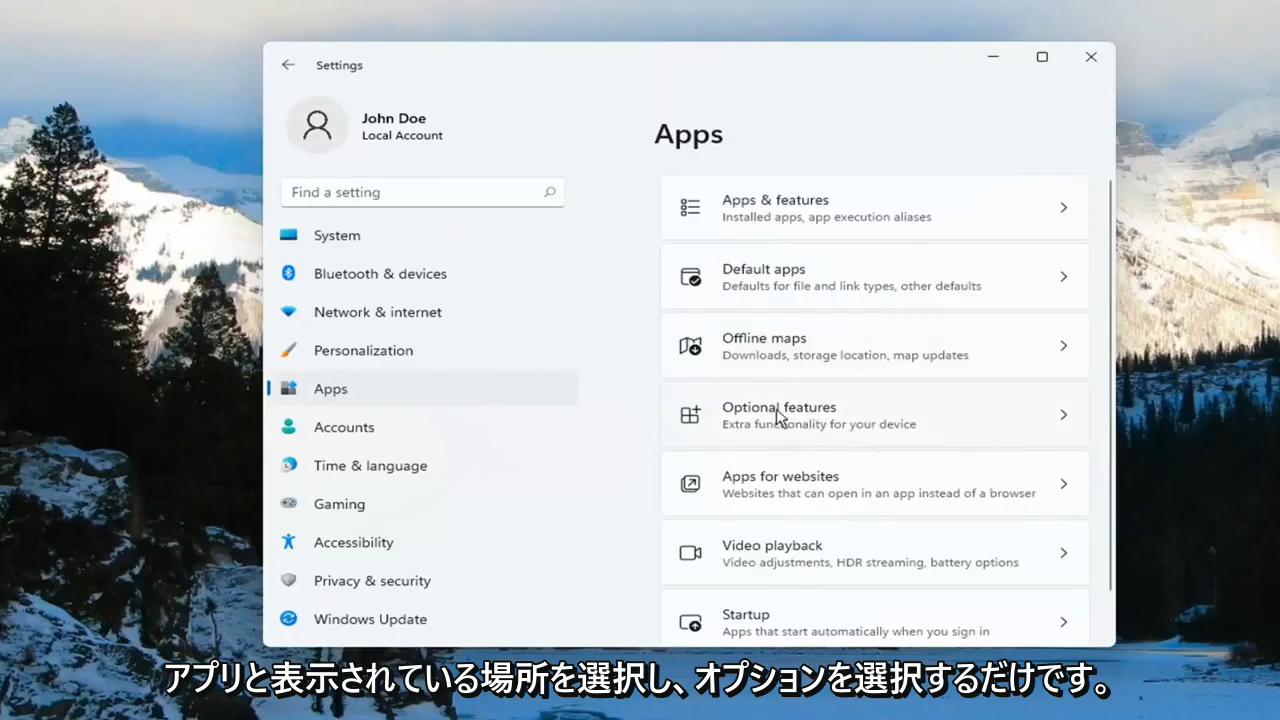 Settings
John Doe
Local Account
Find a setting
System
Bluetooth & devices
Network & internet
Personalization
Apps
Accounts
Time & language
Gaming
Accessibility
Privacy & security
Windows Update
Apps
Apps & features
Installed apps, app execution aliases
Default apps
Defaults for file and link types, other defaults
Offline maps
Downloads, storage location, map updates
Optional features
Extra functionality for your device
Apps for websites
Websites that can open in an app instead of a browser
Video playback
Video adjustments, HDR streaming, battery options
Startup
Apps that start automatically when you sign in
アプリと表示されている場所を選択し、オプションを選択するだけです。